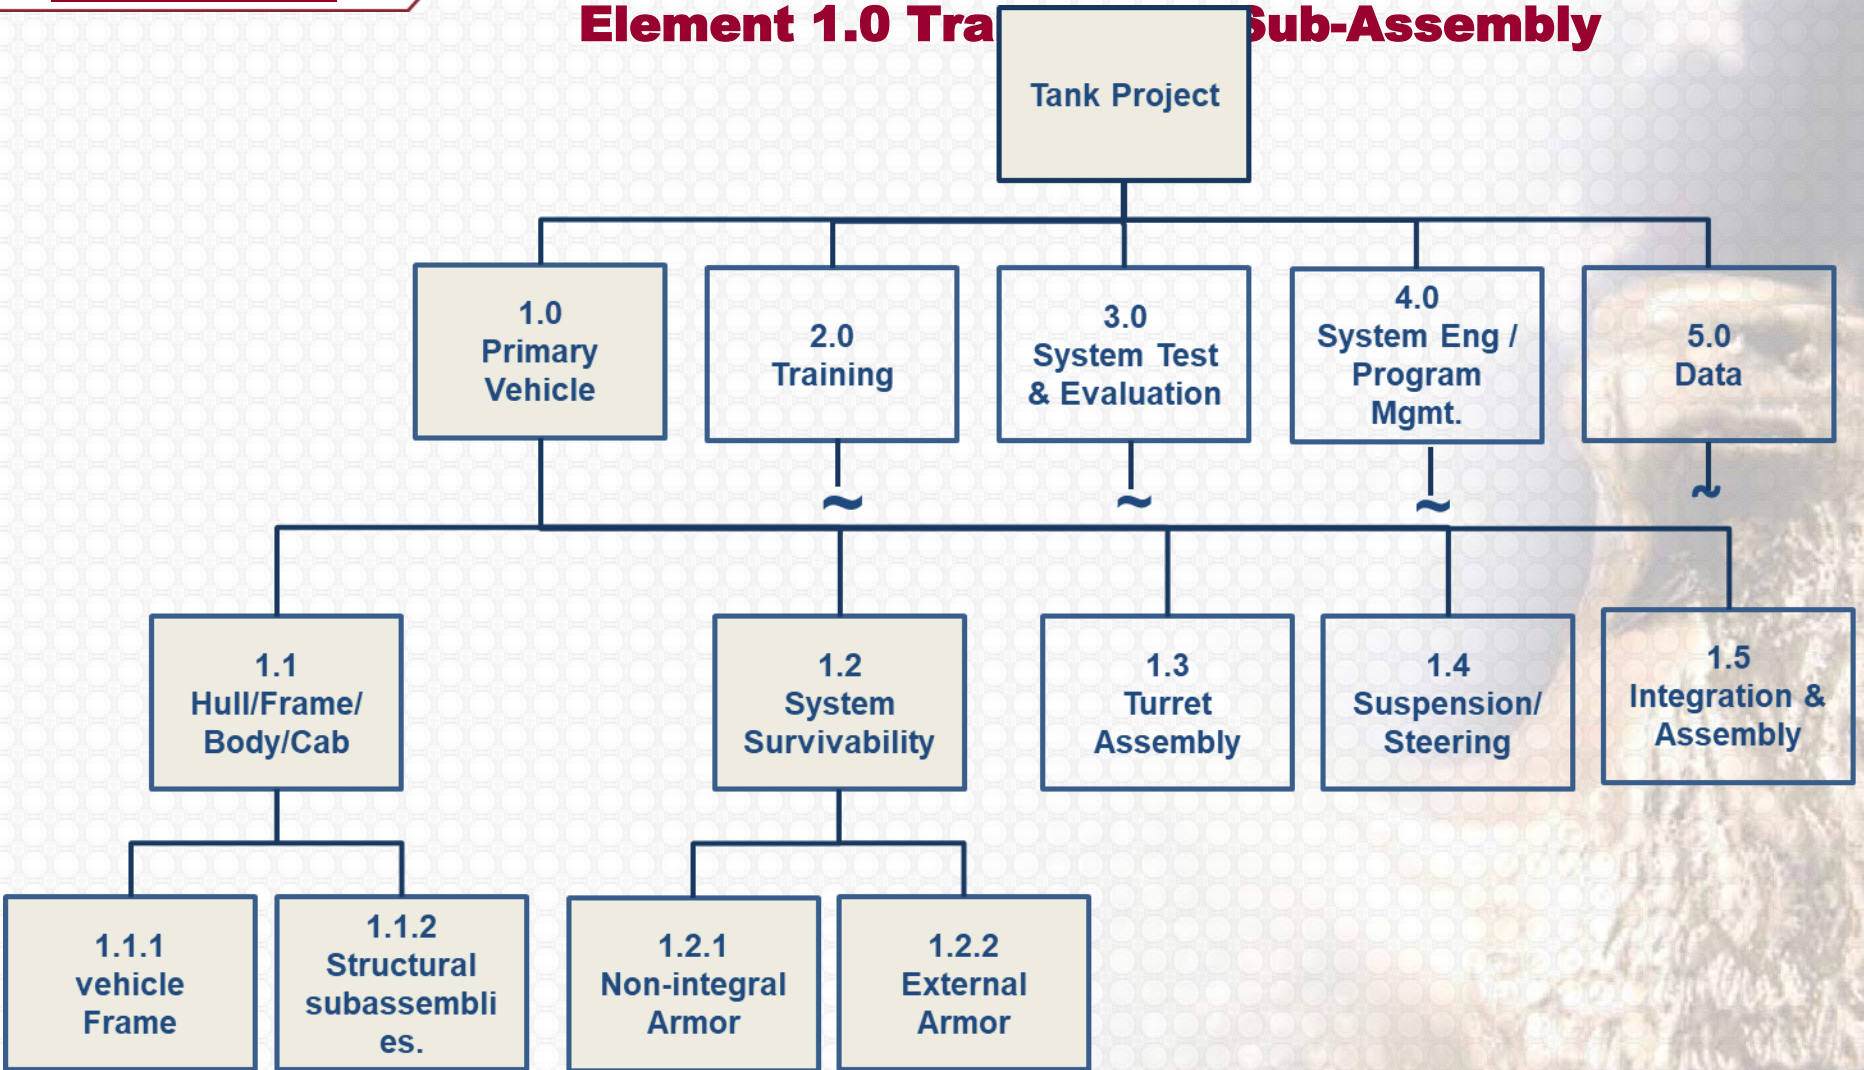 Element 1.0 Tra Sub-Assembly
Tank Project
1.0
Primary
Vehicle
2.0
Training
3.0
System Test
& Evaluation
4.0
System Eng /
Program
Mgmt.
5.0
Data
~
~
~
~
1.1
Hull/Frame/
Body/Cab
1.2
System
Survivability
1.3
Turret
Assembly
1.4
Suspension/
Steering
1.5
Integration &
Assembly
1.1.1
vehicle
Frame
1.1.2
Structural
subassembli
es.
1.2.1
Non-integral
Armor
1.2.2
External
Armor